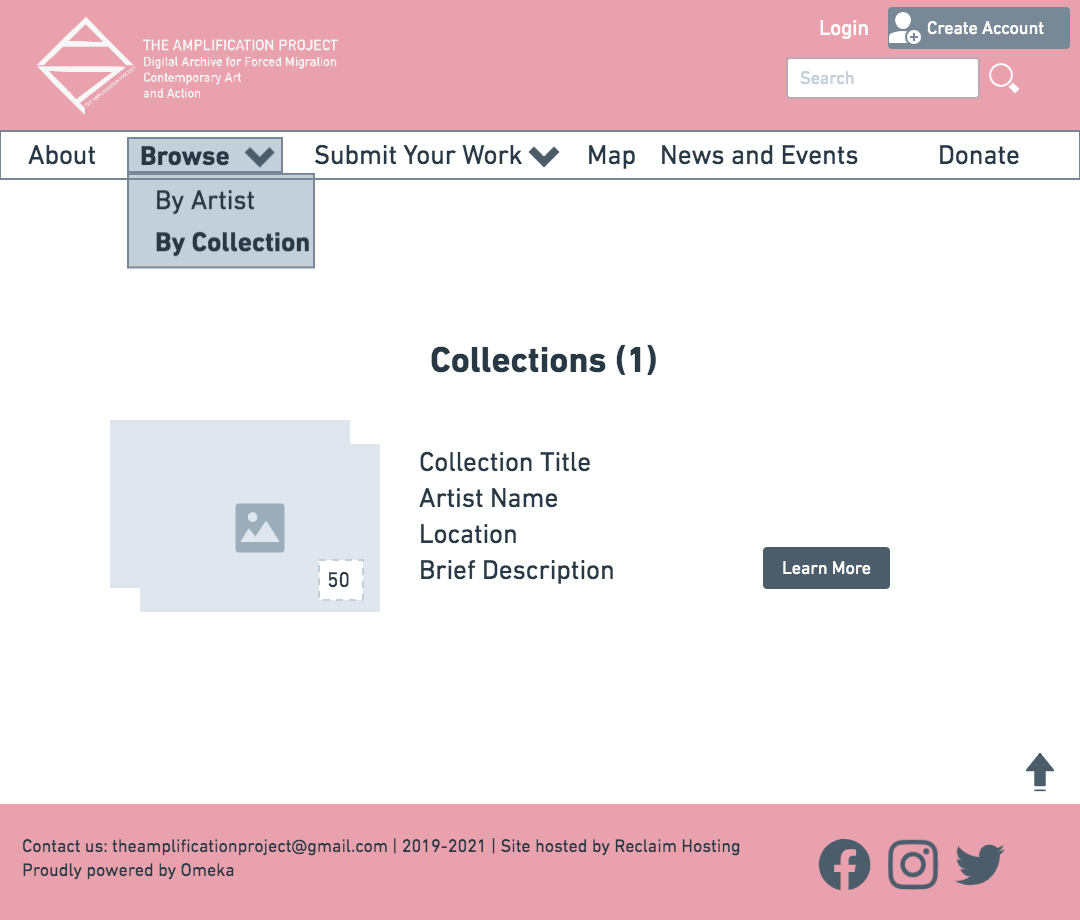 THE AMPLIFICATION PROJECT
Digital Archive for Forced Migration
Contemporary Art
and Action
THE AMPLIFICATION PROJECT
Login
Create Account
Search
About
Browse
Submit Your Work
Map
News and Events
Donate
By Artist
By Collection
Collections (1)
50
Collection Title
Artist Name
Location
Brief Description
Learn More
Contact us: theamplificationproject@gmail.com | 2019-2021 | Site hosted by Reclaim Hosting
Proudly powered by Omeka